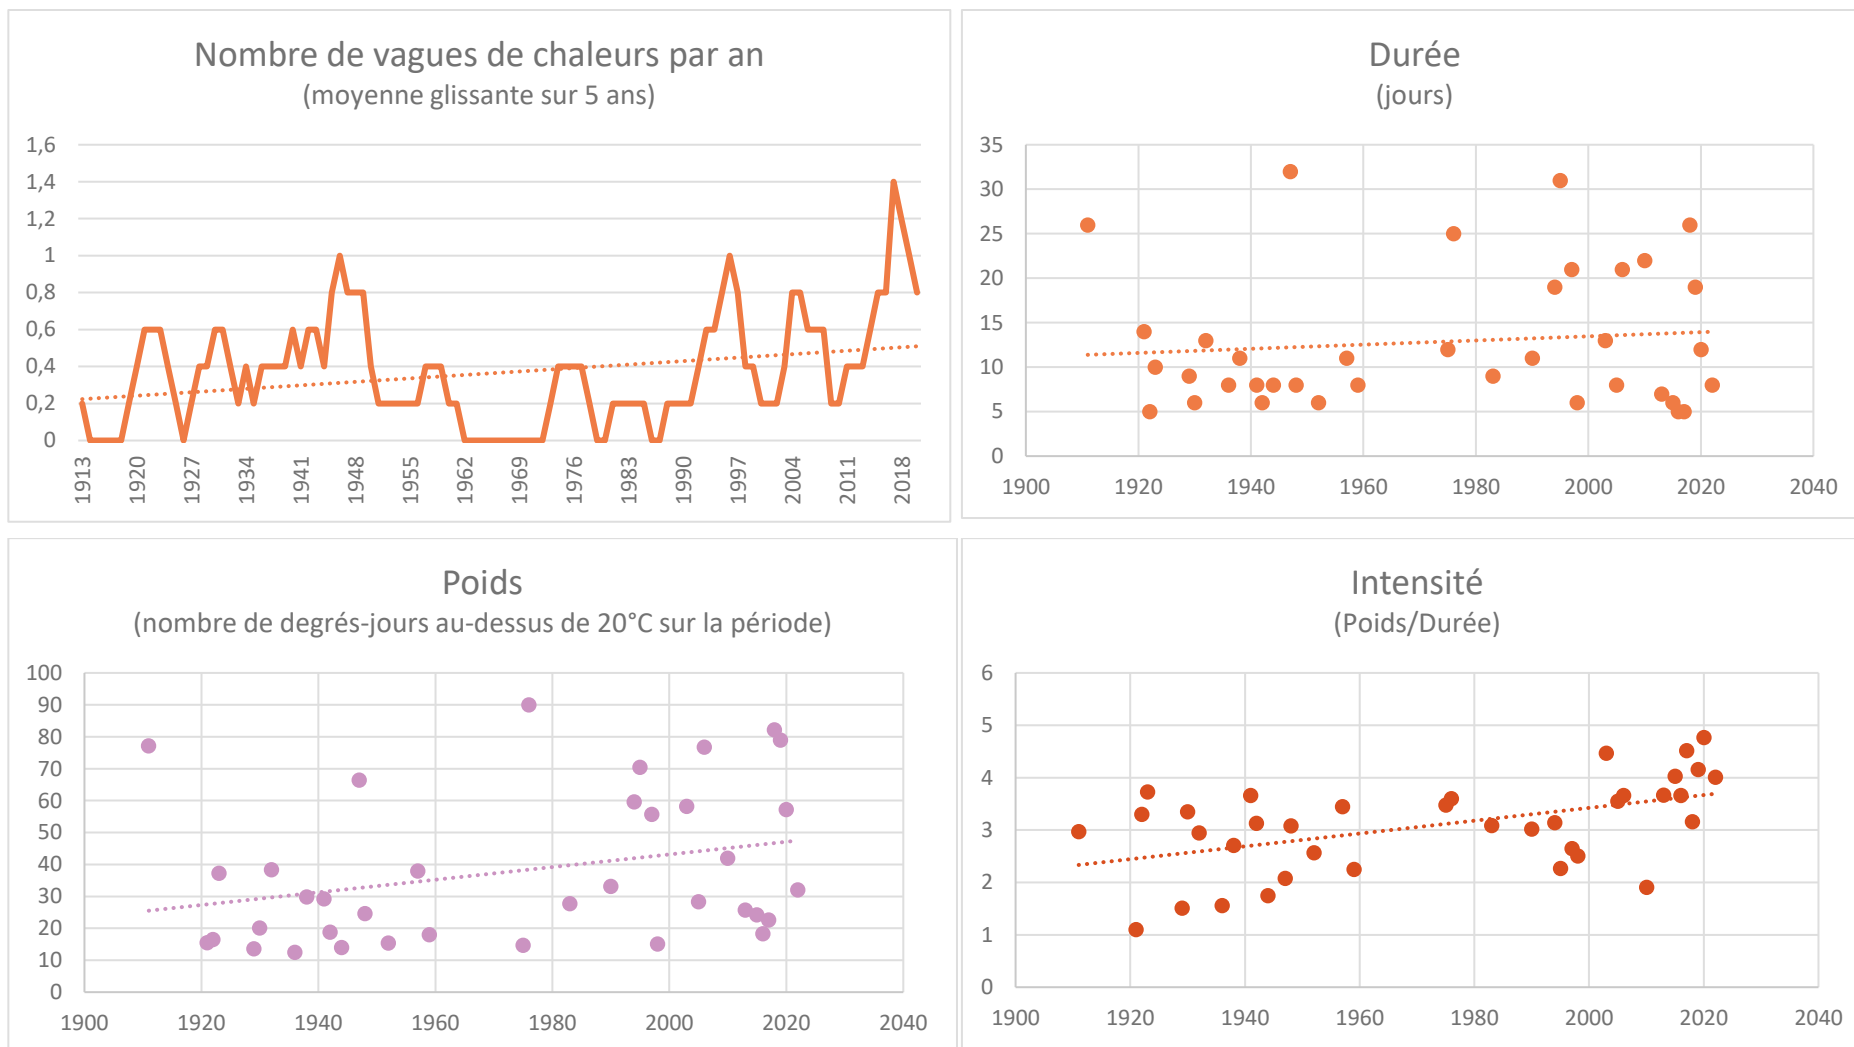 Nombre de vagues de chaleurs par an
(moyenne glissante sur 5 ans)
1,6
1,4
1,2
1
0,8
0,6
0,4
0,2
0
1913 1920 1927 1934 1941 1948 1955 1962 1969 1976 1983 1990 1997 2004 2011 2018
Durée
(jours)
35
30
25
20
15
10
5
0
1900 1920 1940 1960 1980 2000 2020 2040
Poids
(nombre de degrés-jours au-dessus de 20°C sur la période)
100
90
80
70
60
50
40
30
20
10
0
1900 1920 1940 1960 1980 2000 2020 2040
Intensité
(Poids/Durée)
6
5
4
3
2
1
0
1900 1920 1940 1960 1980 2000 2020 2040